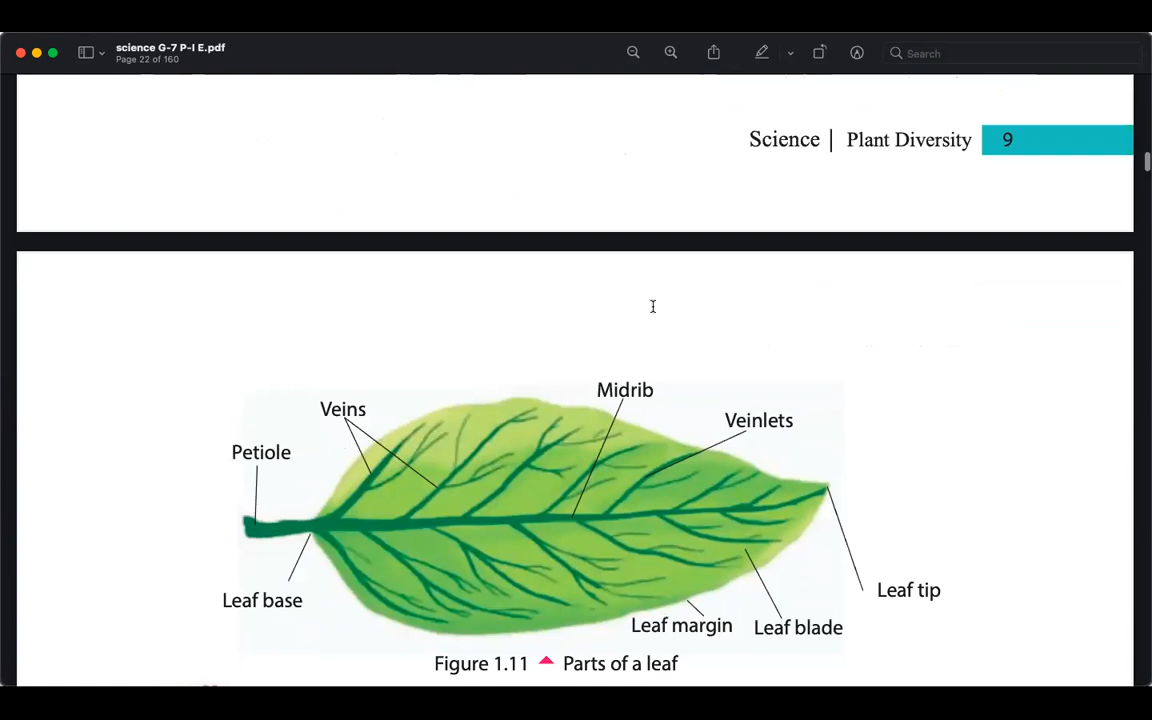 science G-7 P-I E.pdf
Page 22 of 160
Search
Science | Plant Diversity 9
Midrib
Veins
Veinlets
Petiole
Leaf tip
Leaf base
Leaf margin
Leaf blade
Figure 1.11 Parts of a leaf